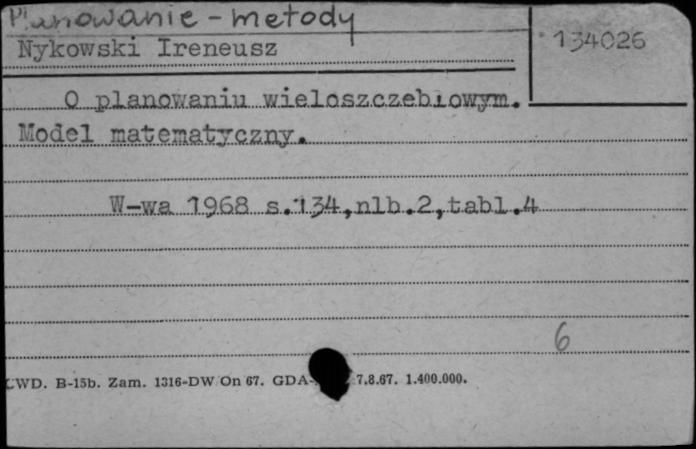 Planowanie - metody
134026
Nykowski Ireneusz
O planowaniu wieloszczeblowym.
Model matematyczny.
W-wa 1968 s.134,nlb.2,tabl.4
6
CWD. B-15b. Zam. 1316-DW/On 67. GDA- 7.8.67. 1.400.000.